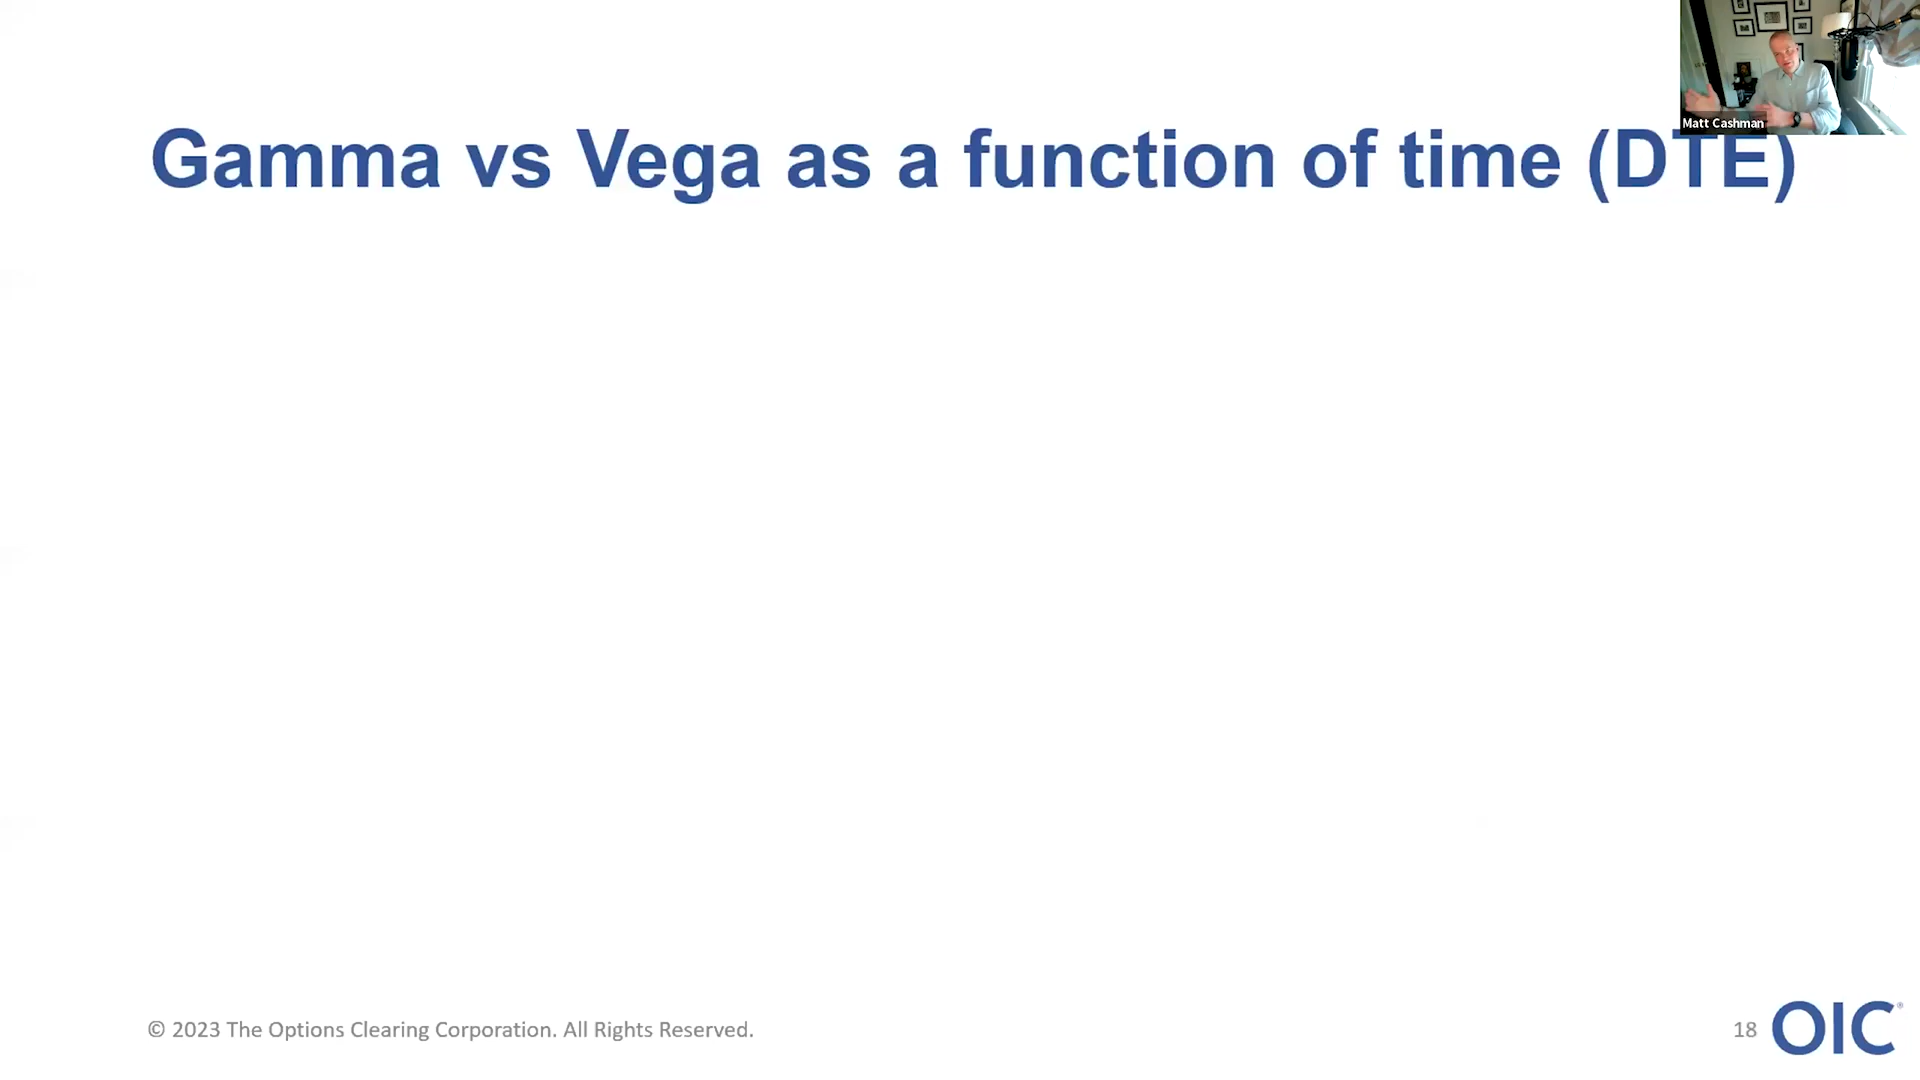 Matt Cashman
Gamma vs Vega as a function of time (DTE)
© 2023 The Options Clearing Corporation. All Rights Reserved.
18
OIC®